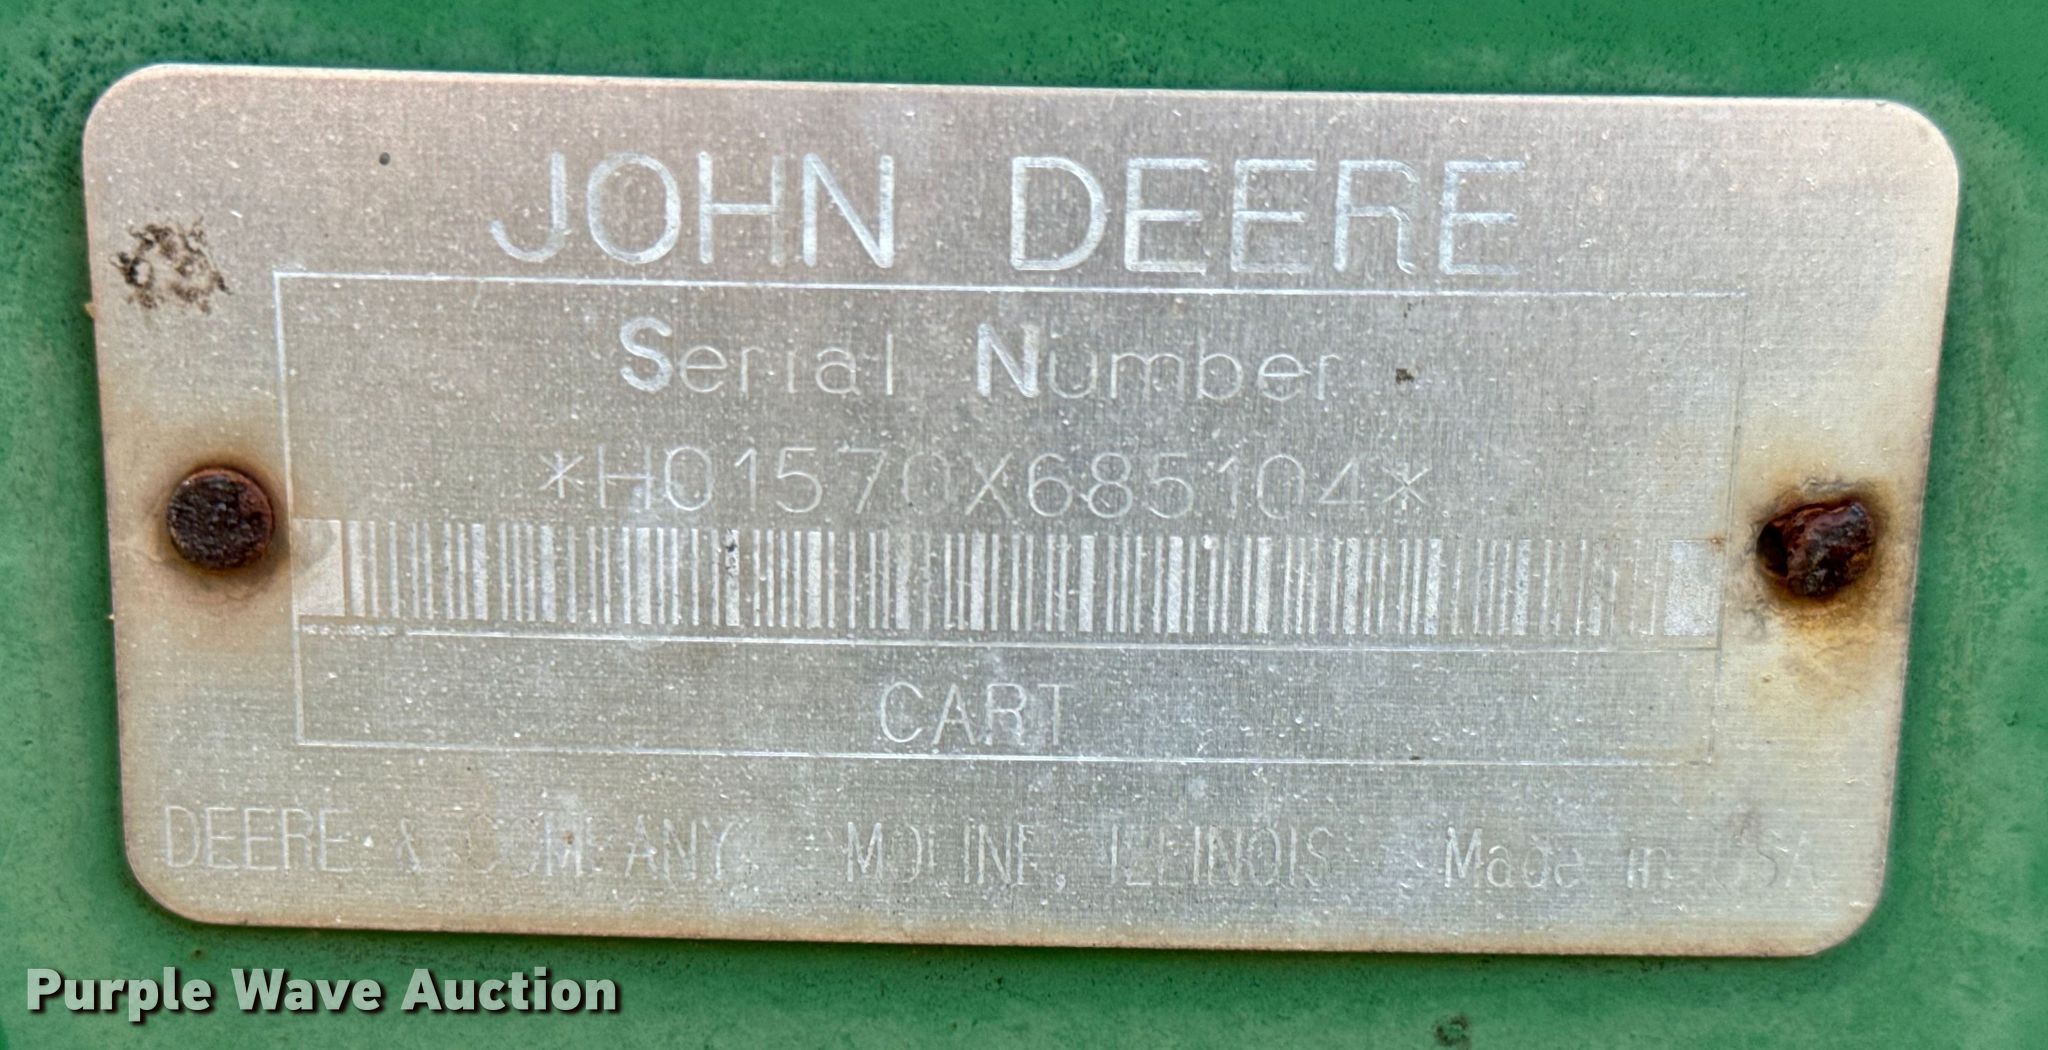 JOHN DEERE
Serial Number
*H01570X685104*
CART
DEERE & COMPANY MOLINE, ILLINOIS Made in USA
Purple Wave Auction